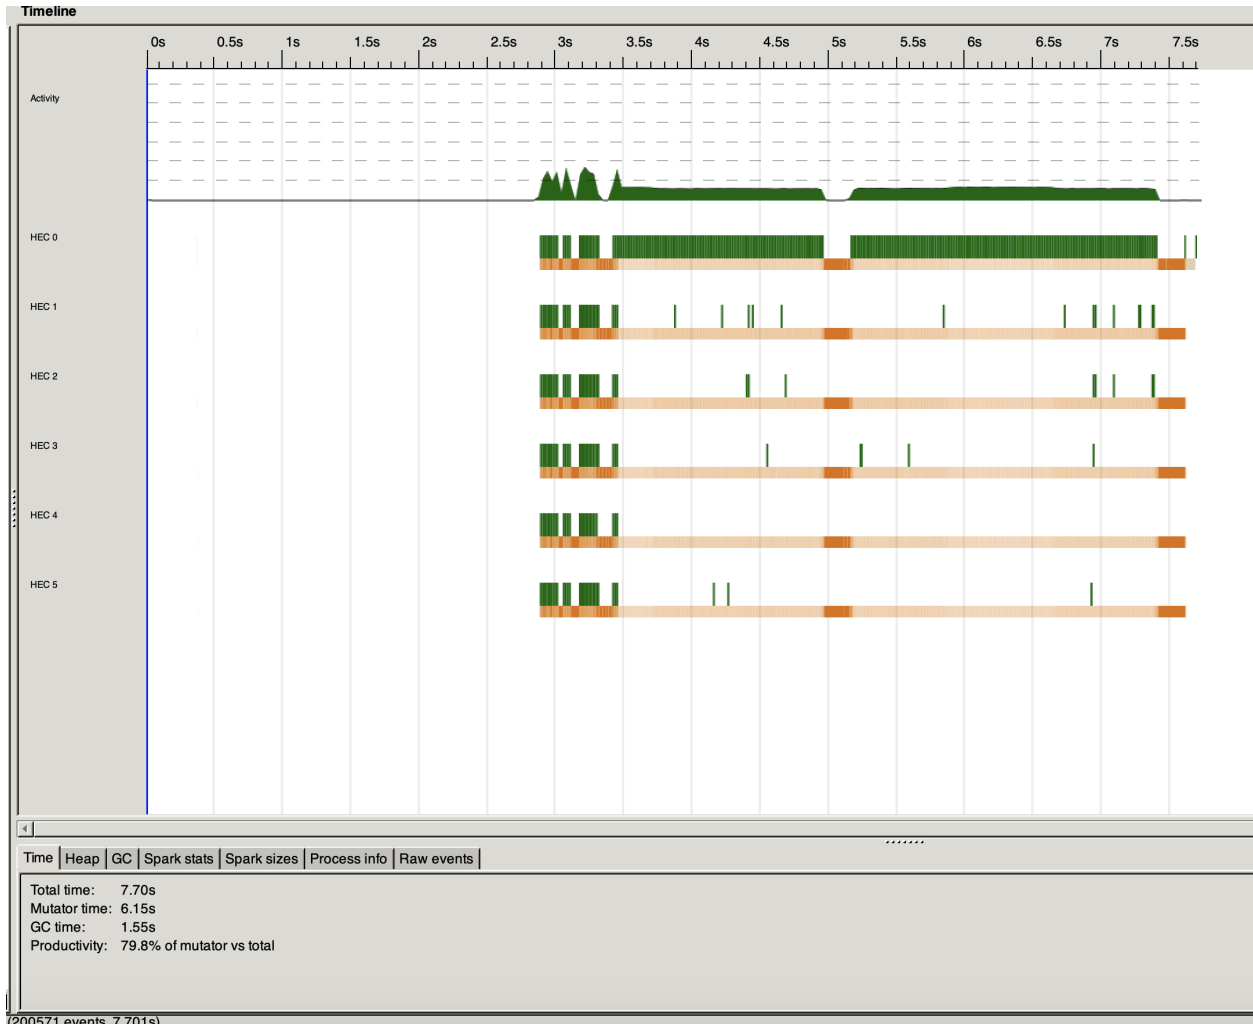 Timeline
0s 0.5s 1s 1.5s 2s 2.5s 3s 3.5s 4s 4.5s 5s 5.5s 6s 6.5s 7s 7.5s
Activity
HEC 0
HEC 1
HEC 2
HEC 3
HEC 4
HEC 5
Time Heap GC Spark stats Spark sizes Process info Raw events
Total time: 7.70s
Mutator time: 6.15s
GC time: 1.55s
Productivity: 79.8% of mutator vs total
(200571 events, 7.701s)